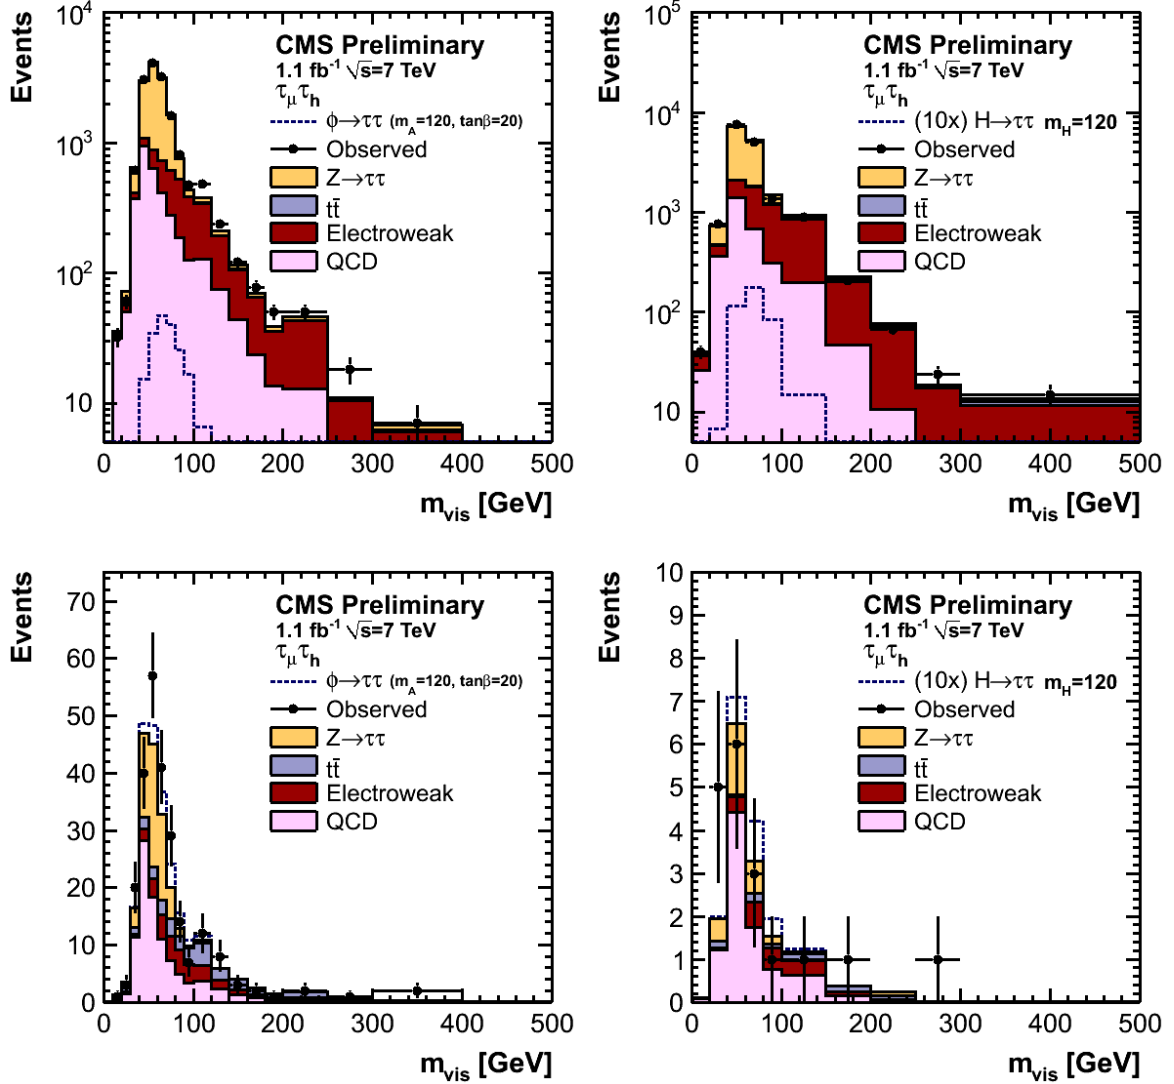 Events
10⁴
10³
10²
10
CMS Preliminary
1.1 fb⁻¹ √s=7 TeV
τμτh
ϕ→ττ (mA=120, tanβ=20)
Observed
Z→ττ
tt̄
Electroweak
QCD
0 100 200 300 400 500
mvis [GeV]
Events
10⁵
10⁴
10³
10²
10
CMS Preliminary
1.1 fb⁻¹ √s=7 TeV
τμτh
(10x) H→ττ mH=120
Observed
Z→ττ
tt̄
Electroweak
QCD
0 100 200 300 400 500
mvis [GeV]
Events
70
60
50
40
30
20
10
0
CMS Preliminary
1.1 fb⁻¹ √s=7 TeV
τμτh
ϕ→ττ (mA=120, tanβ=20)
Observed
Z→ττ
tt̄
Electroweak
QCD
0 100 200 300 400 500
mvis [GeV]
Events
10
9
8
7
6
5
4
3
2
1
0
CMS Preliminary
1.1 fb⁻¹ √s=7 TeV
τμτh
(10x) H→ττ mH=120
Observed
Z→ττ
tt̄
Electroweak
QCD
0 100 200 300 400 500
mvis [GeV]